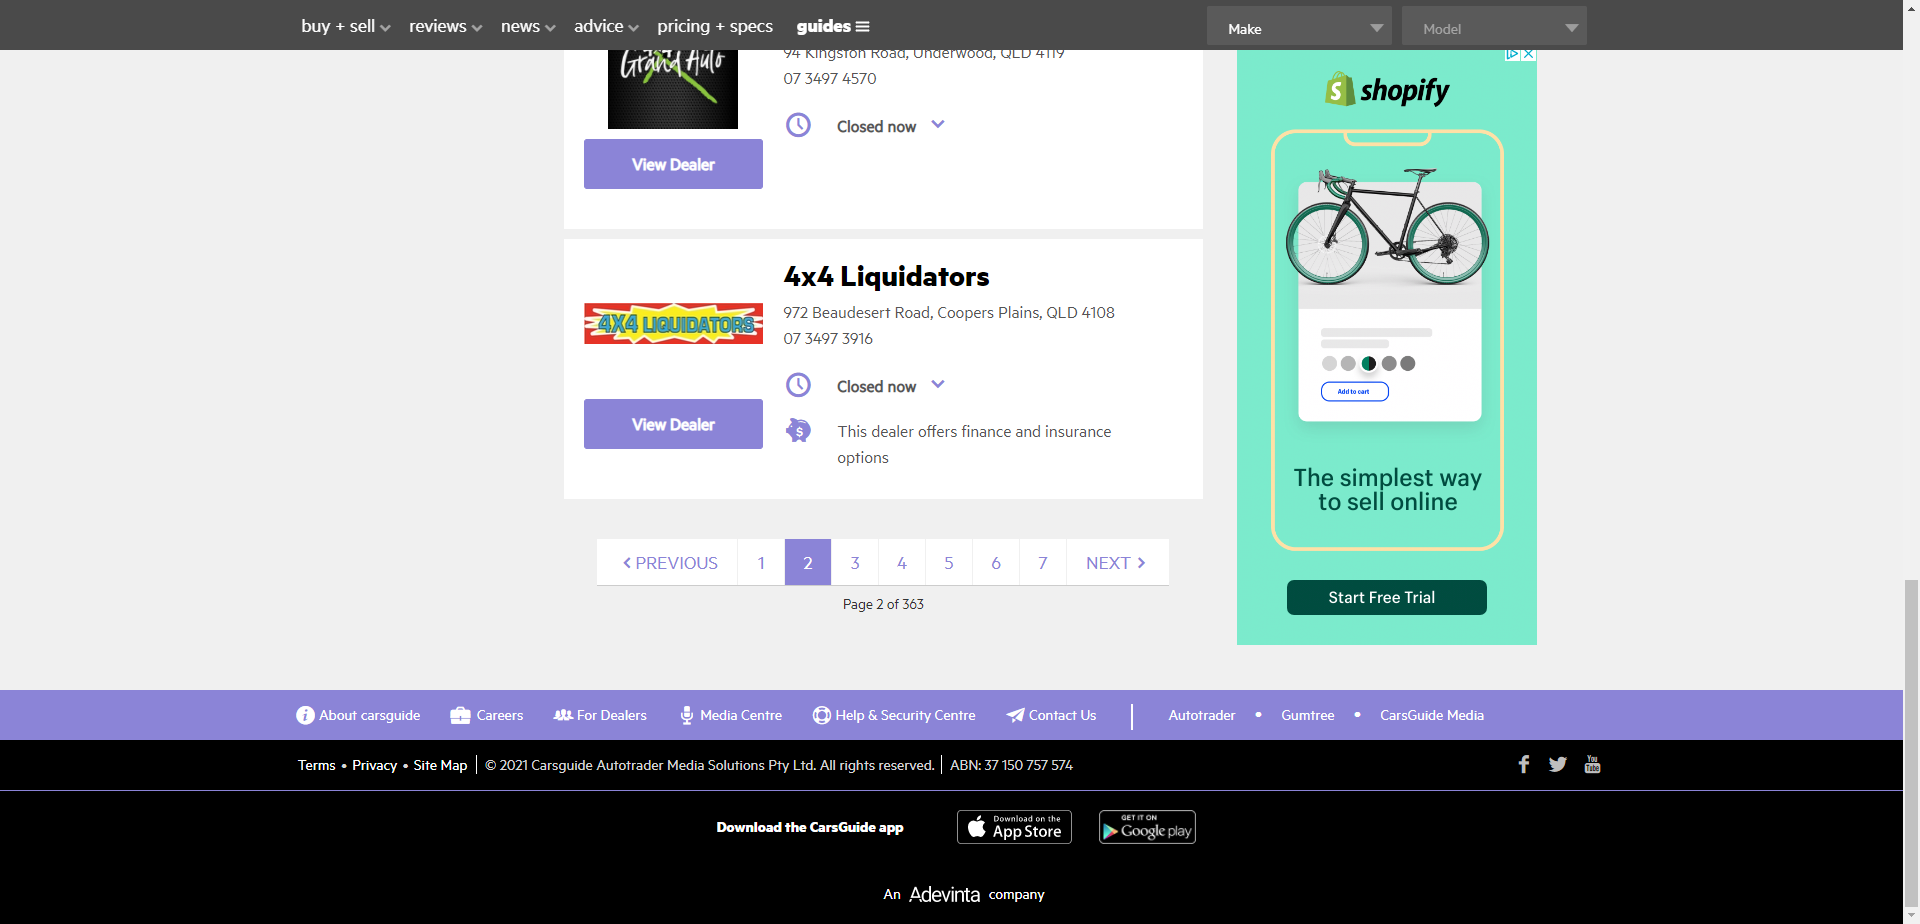 buy + sell
reviews
news
advice
pricing + specs
guides
Make
Model
Grand Auto
94 Kingston Road, Underwood, QLD 4119
07 3497 4570
Closed now
View Dealer
4x4 Liquidators
4X4 LIQUIDATORS
972 Beaudesert Road, Coopers Plains, QLD 4108
07 3497 3916
Closed now
View Dealer
This dealer offers finance and insurance
options
PREVIOUS 1 2 3 4 5 6 7 NEXT
Page 2 of 363
shopify
Add to cart
The simplest way
to sell online
Start Free Trial
About carsguide
Careers
For Dealers
Media Centre
Help & Security Centre
Contact Us
Autotrader • Gumtree • CarsGuide Media
Terms • Privacy • Site Map | © 2021 Carsguide Autotrader Media Solutions Pty Ltd. All rights reserved. | ABN: 37 150 757 574
You
Tube
Download the CarsGuide app
Download on the
App Store
GET IT ON
Google play
An Adevinta company